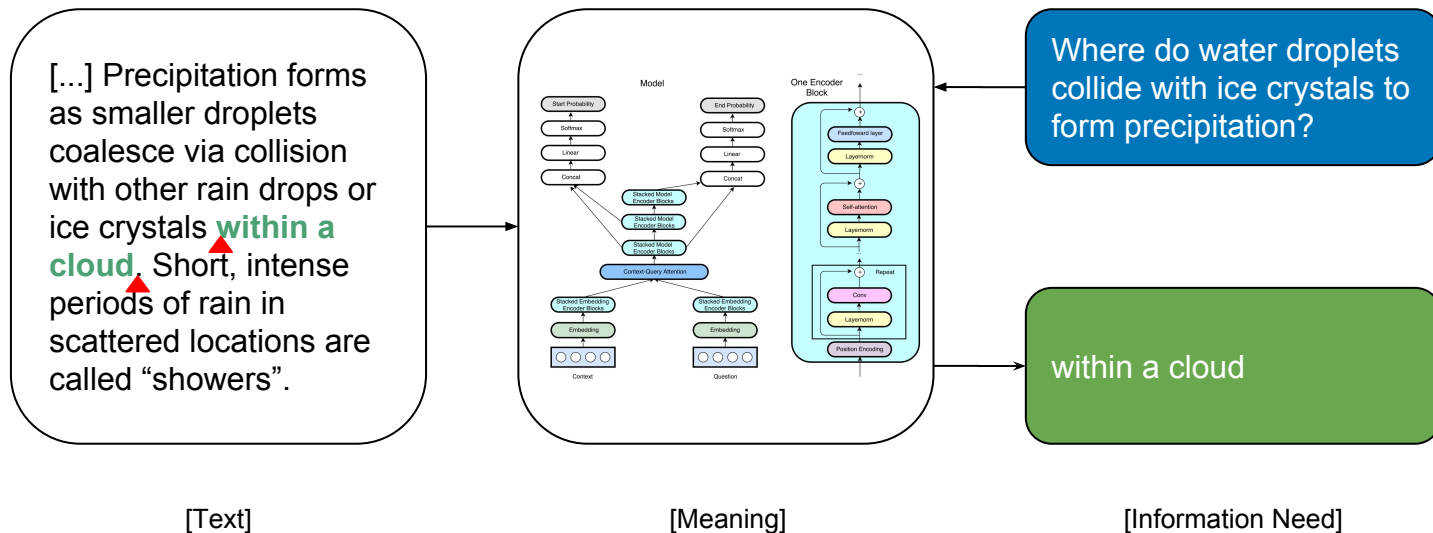 [...] Precipitation forms
as smaller droplets
coalesce via collision
with other rain drops or
ice crystals within a
cloud. Short, intense
periods of rain in
scattered locations are
called “showers”.
Model
Start Probability
Softmax
Linear
Concat
End Probability
Softmax
Linear
Concat
Stacked Model
Encoder Blocks
Stacked Model
Encoder Blocks
Stacked Model
Encoder Blocks
Context-Query Attention
Stacked Embedding
Encoder Blocks
Stacked Embedding
Encoder Blocks
Embedding
Embedding
Context
Question
One Encoder
Block
...
+
Feedfoward layer
Layernorm
+
Self-attention
Layernorm
...
...
+
Repeat
Conv
Layernorm
Position Encoding
Where do water droplets
collide with ice crystals to
form precipitation?
within a cloud
[Text]
[Meaning]
[Information Need]